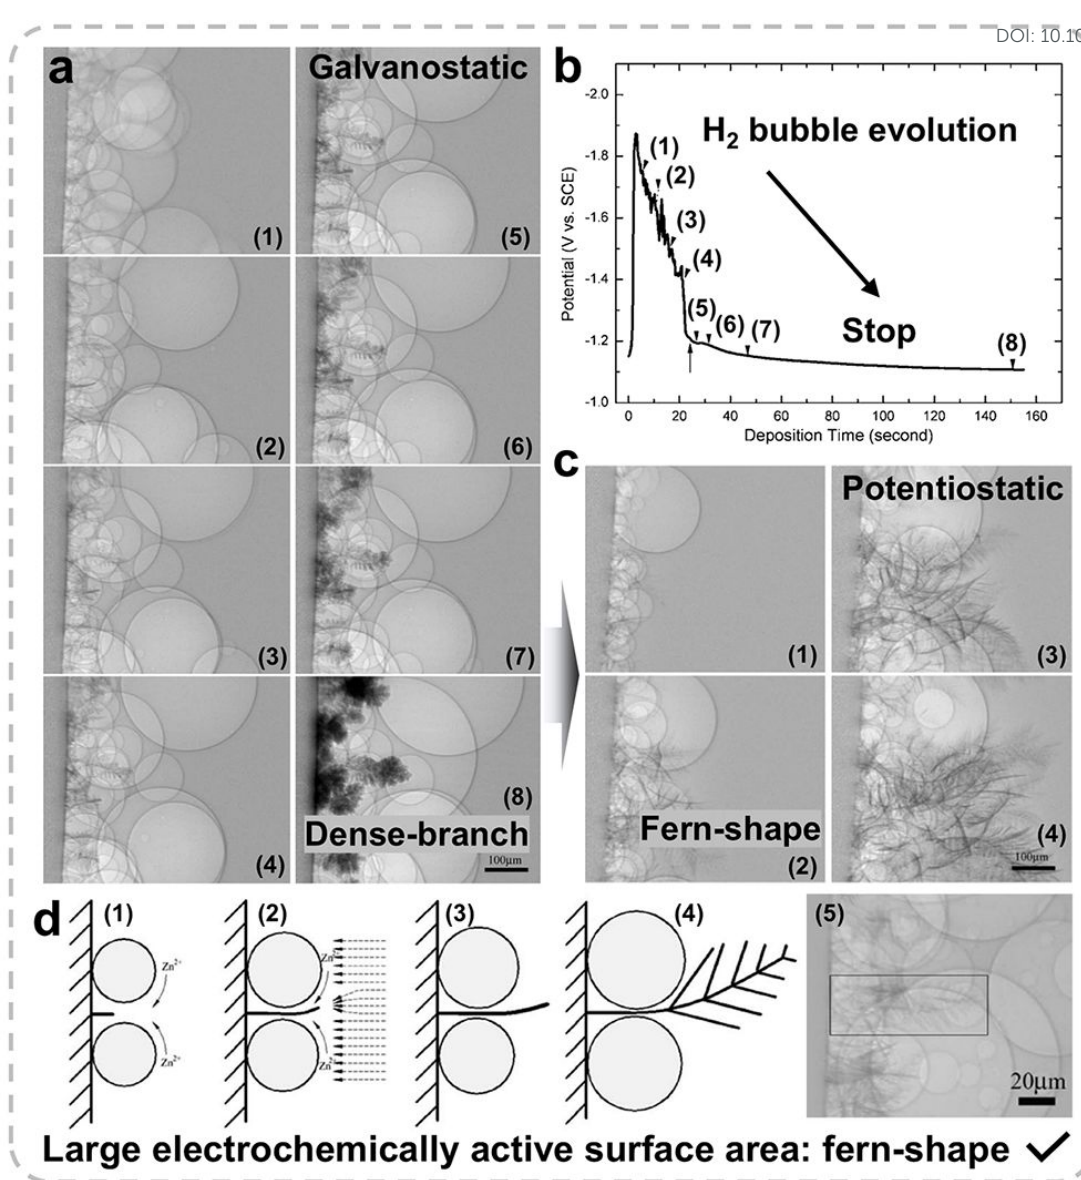 DOI: 10.10
a
Galvanostatic
(1)
(5)
(2)
(6)
(3)
(7)
(4)
(8)
Dense-branch
100μm
b
H2 bubble evolution
Stop
(1)
(2)
(3)
(4)
(5)
(6)
(7)
(8)
Potential (V vs. SCE)
-2.0
-1.8
-1.6
-1.4
-1.2
-1.0
0 20 40 60 80 100 120 140 160
Deposition Time (second)
c
Potentiostatic
(1)
(3)
Fern-shape
(2)
(4)
100μm
d
(1)
Zn2+
Zn2+
(2)
Zn2+
Zn2+
(3)
(4)
(5)
20μm
Large electrochemically active surface area: fern-shape